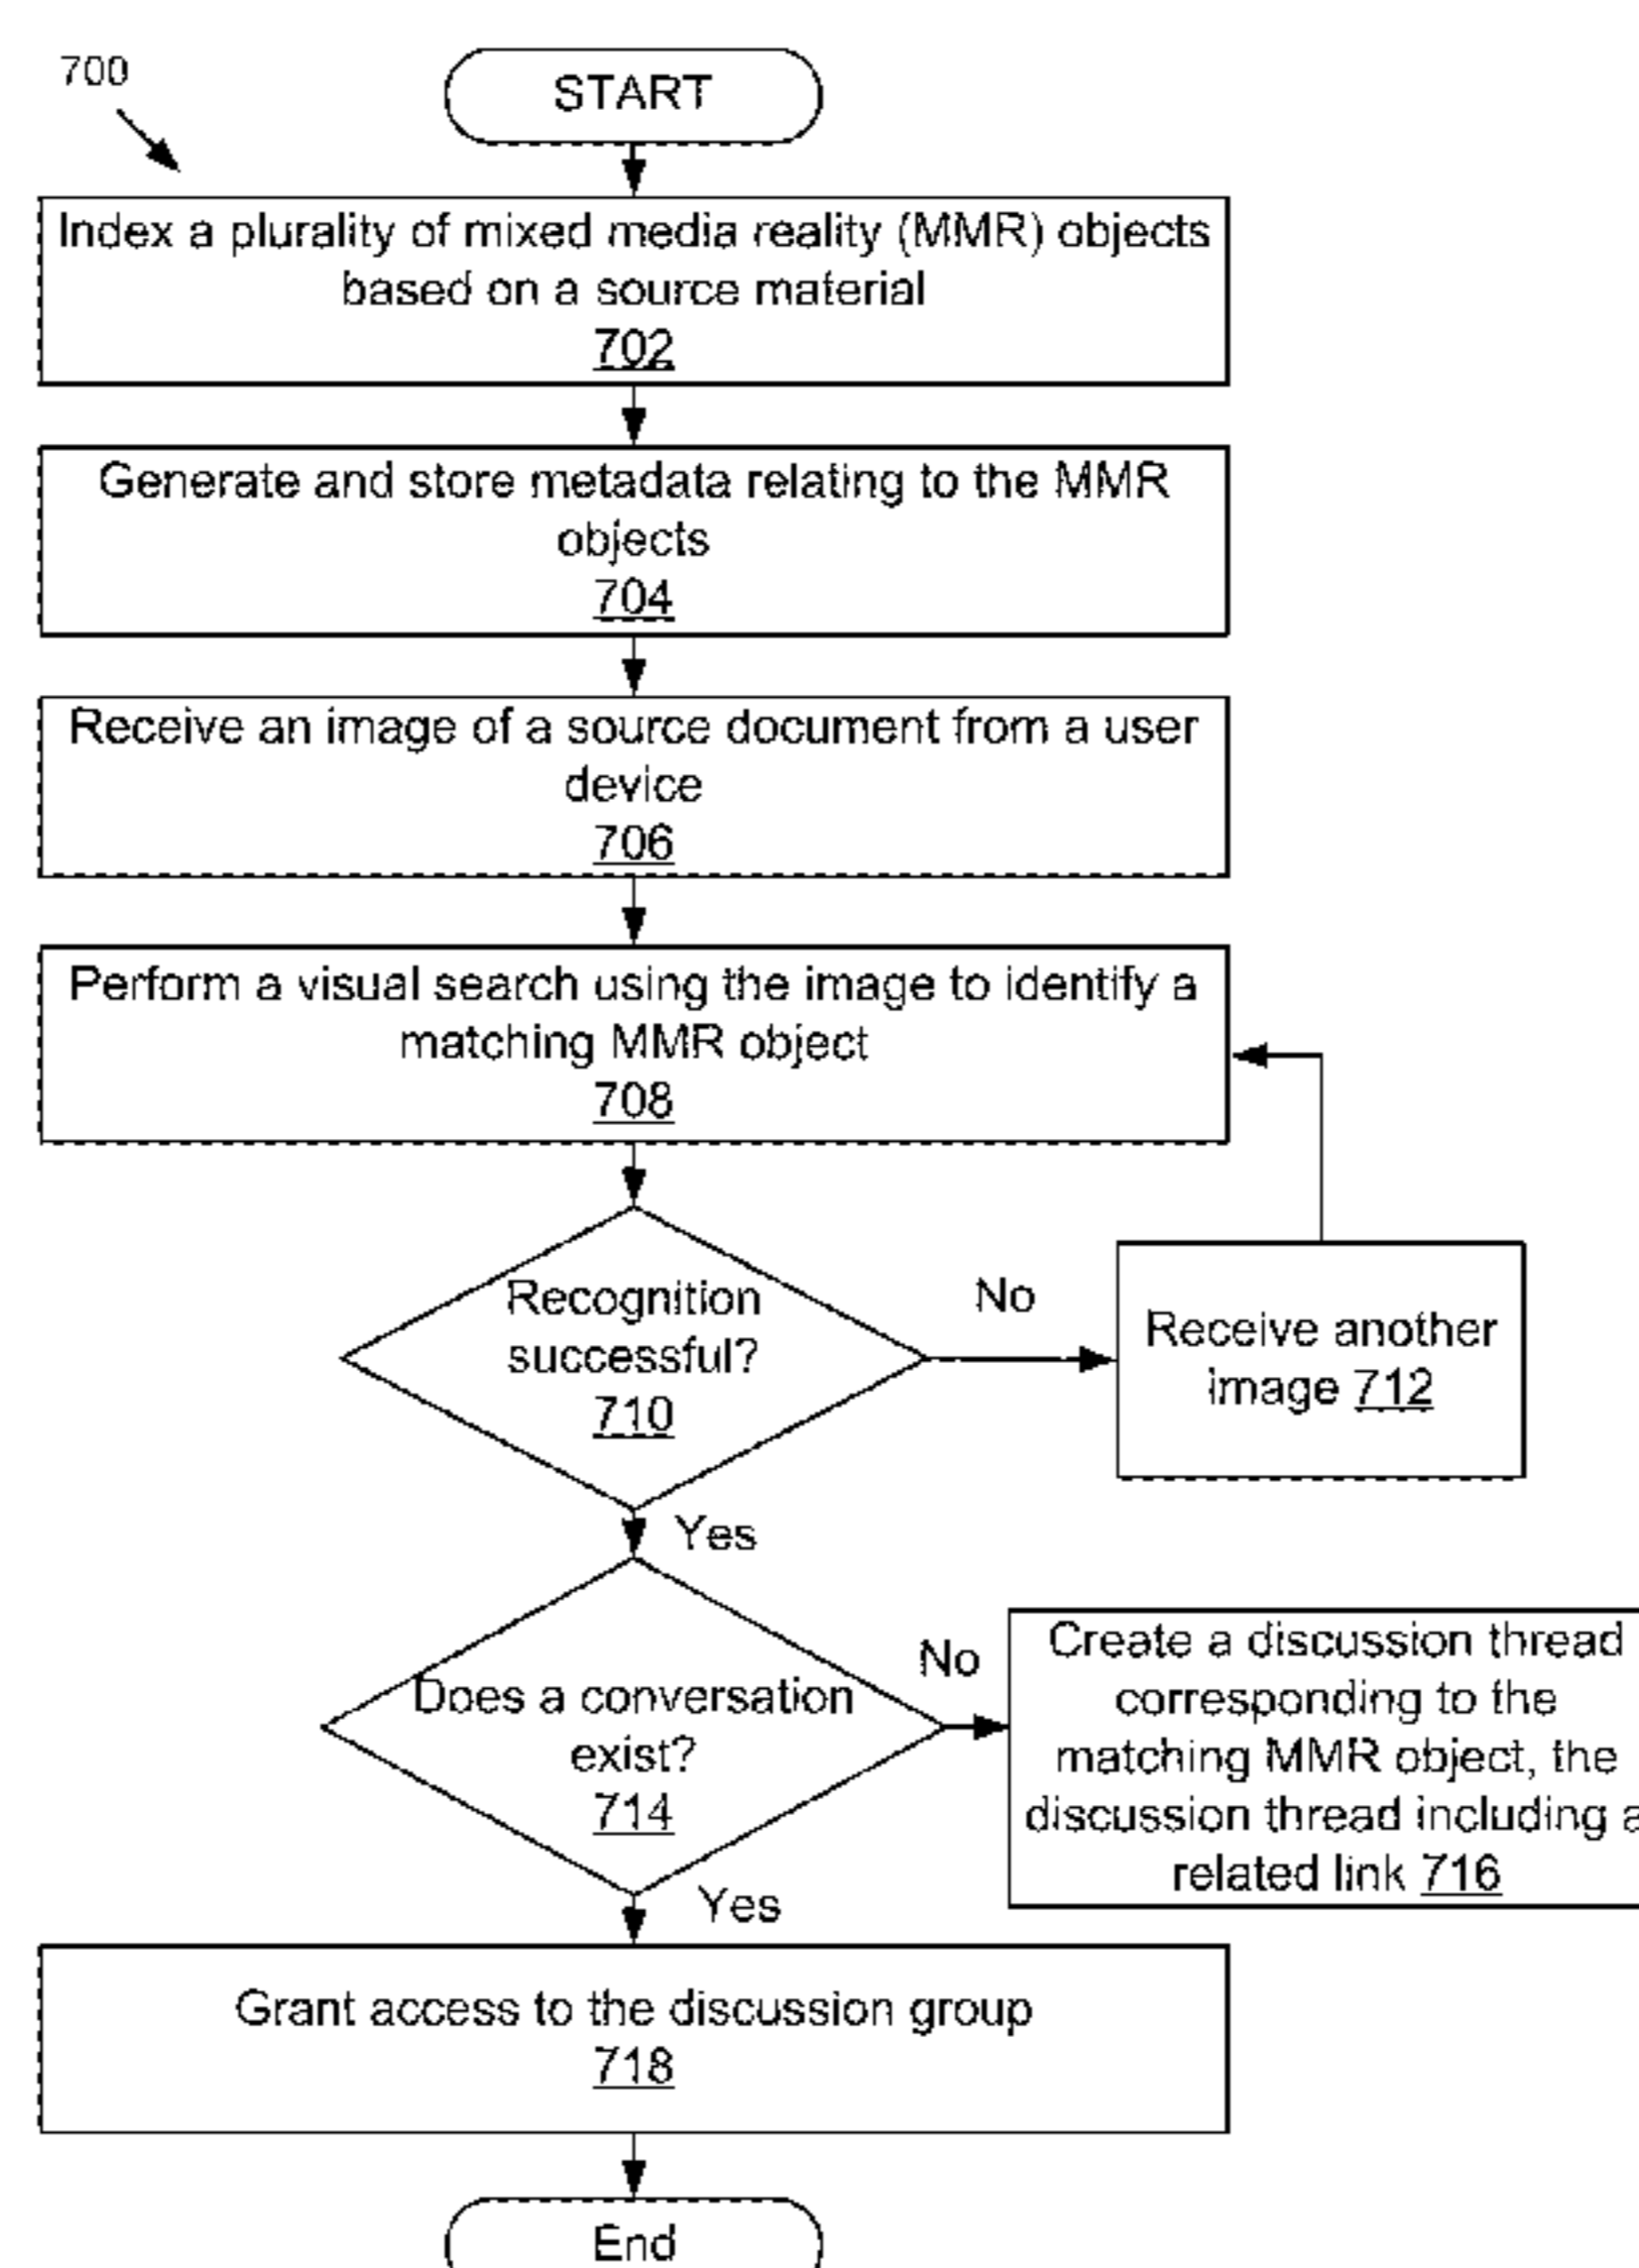 700
START
Index a plurality of mixed media reality (MMR) objects
based on a source material
702
Generate and store metadata relating to the MMR
objects
704
Receive an image of a source document from a user
device
706
Perform a visual search using the image to identify a
matching MMR object
708
Recognition
successful?
710
No
Receive another
image 712
Yes
Does a conversation
exist?
714
No
Create a discussion thread
corresponding to the
matching MMR object, the
discussion thread including a
related link 716
Yes
Grant access to the discussion group
718
End